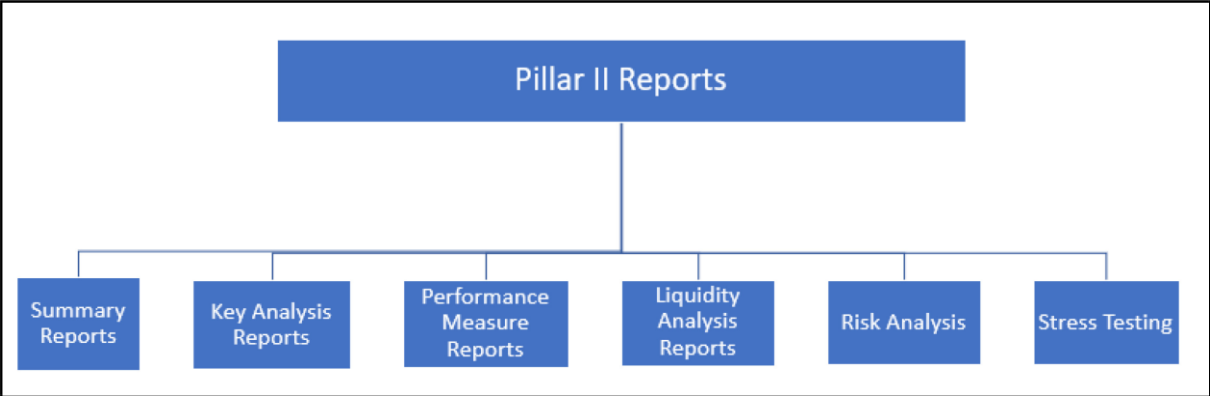 Pillar II Reports
Summary
Reports
Key Analysis
Reports
Performance
Measure
Reports
Liquidity
Analysis
Reports
Risk Analysis
Stress Testing